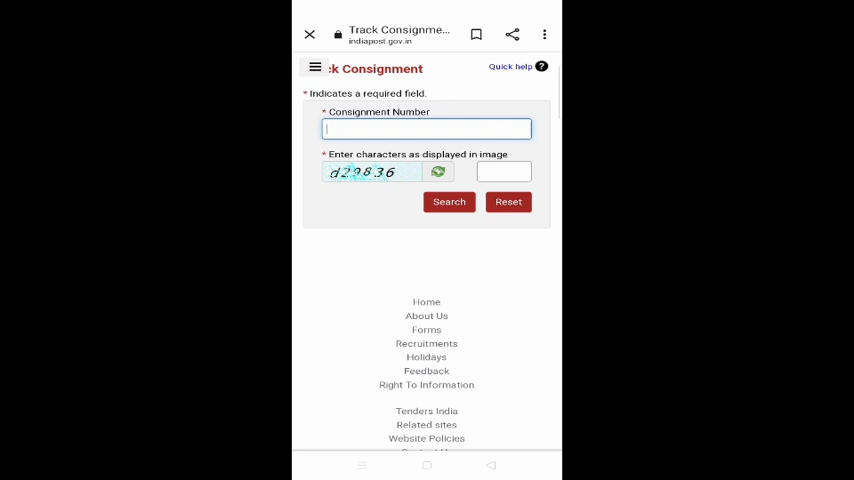 Track Consignme...
indiapost.gov.in
ck Consignment
Quick help ?
* Indicates a required field.
* Consignment Number
* Enter characters as displayed in image
d29836
Search Reset
Home
About Us
Forms
Recruitments
Holidays
Feedback
Right To Information
Tenders India
Related sites
Website Policies